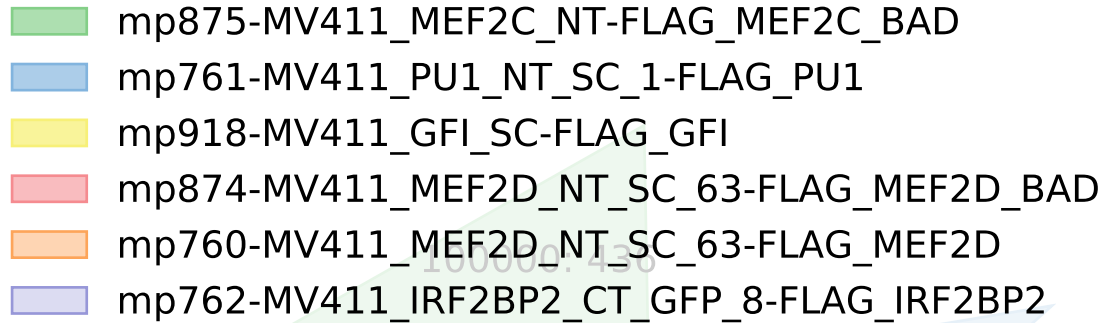 mp875-MV411_MEF2C_NT-FLAG_MEF2C_BAD
mp761-MV411_PU1_NT_SC_1-FLAG_PU1
mp918-MV411_GFI_SC-FLAG_GFI
mp874-MV411_MEF2D_NT_SC_63-FLAG_MEF2D_BAD
mp760-MV411_MEF2D_NT_SC_63-FLAG_MEF2D
100000: 436
mp762-MV411_IRF2BP2_CT_GFP_8-FLAG_IRF2BP2